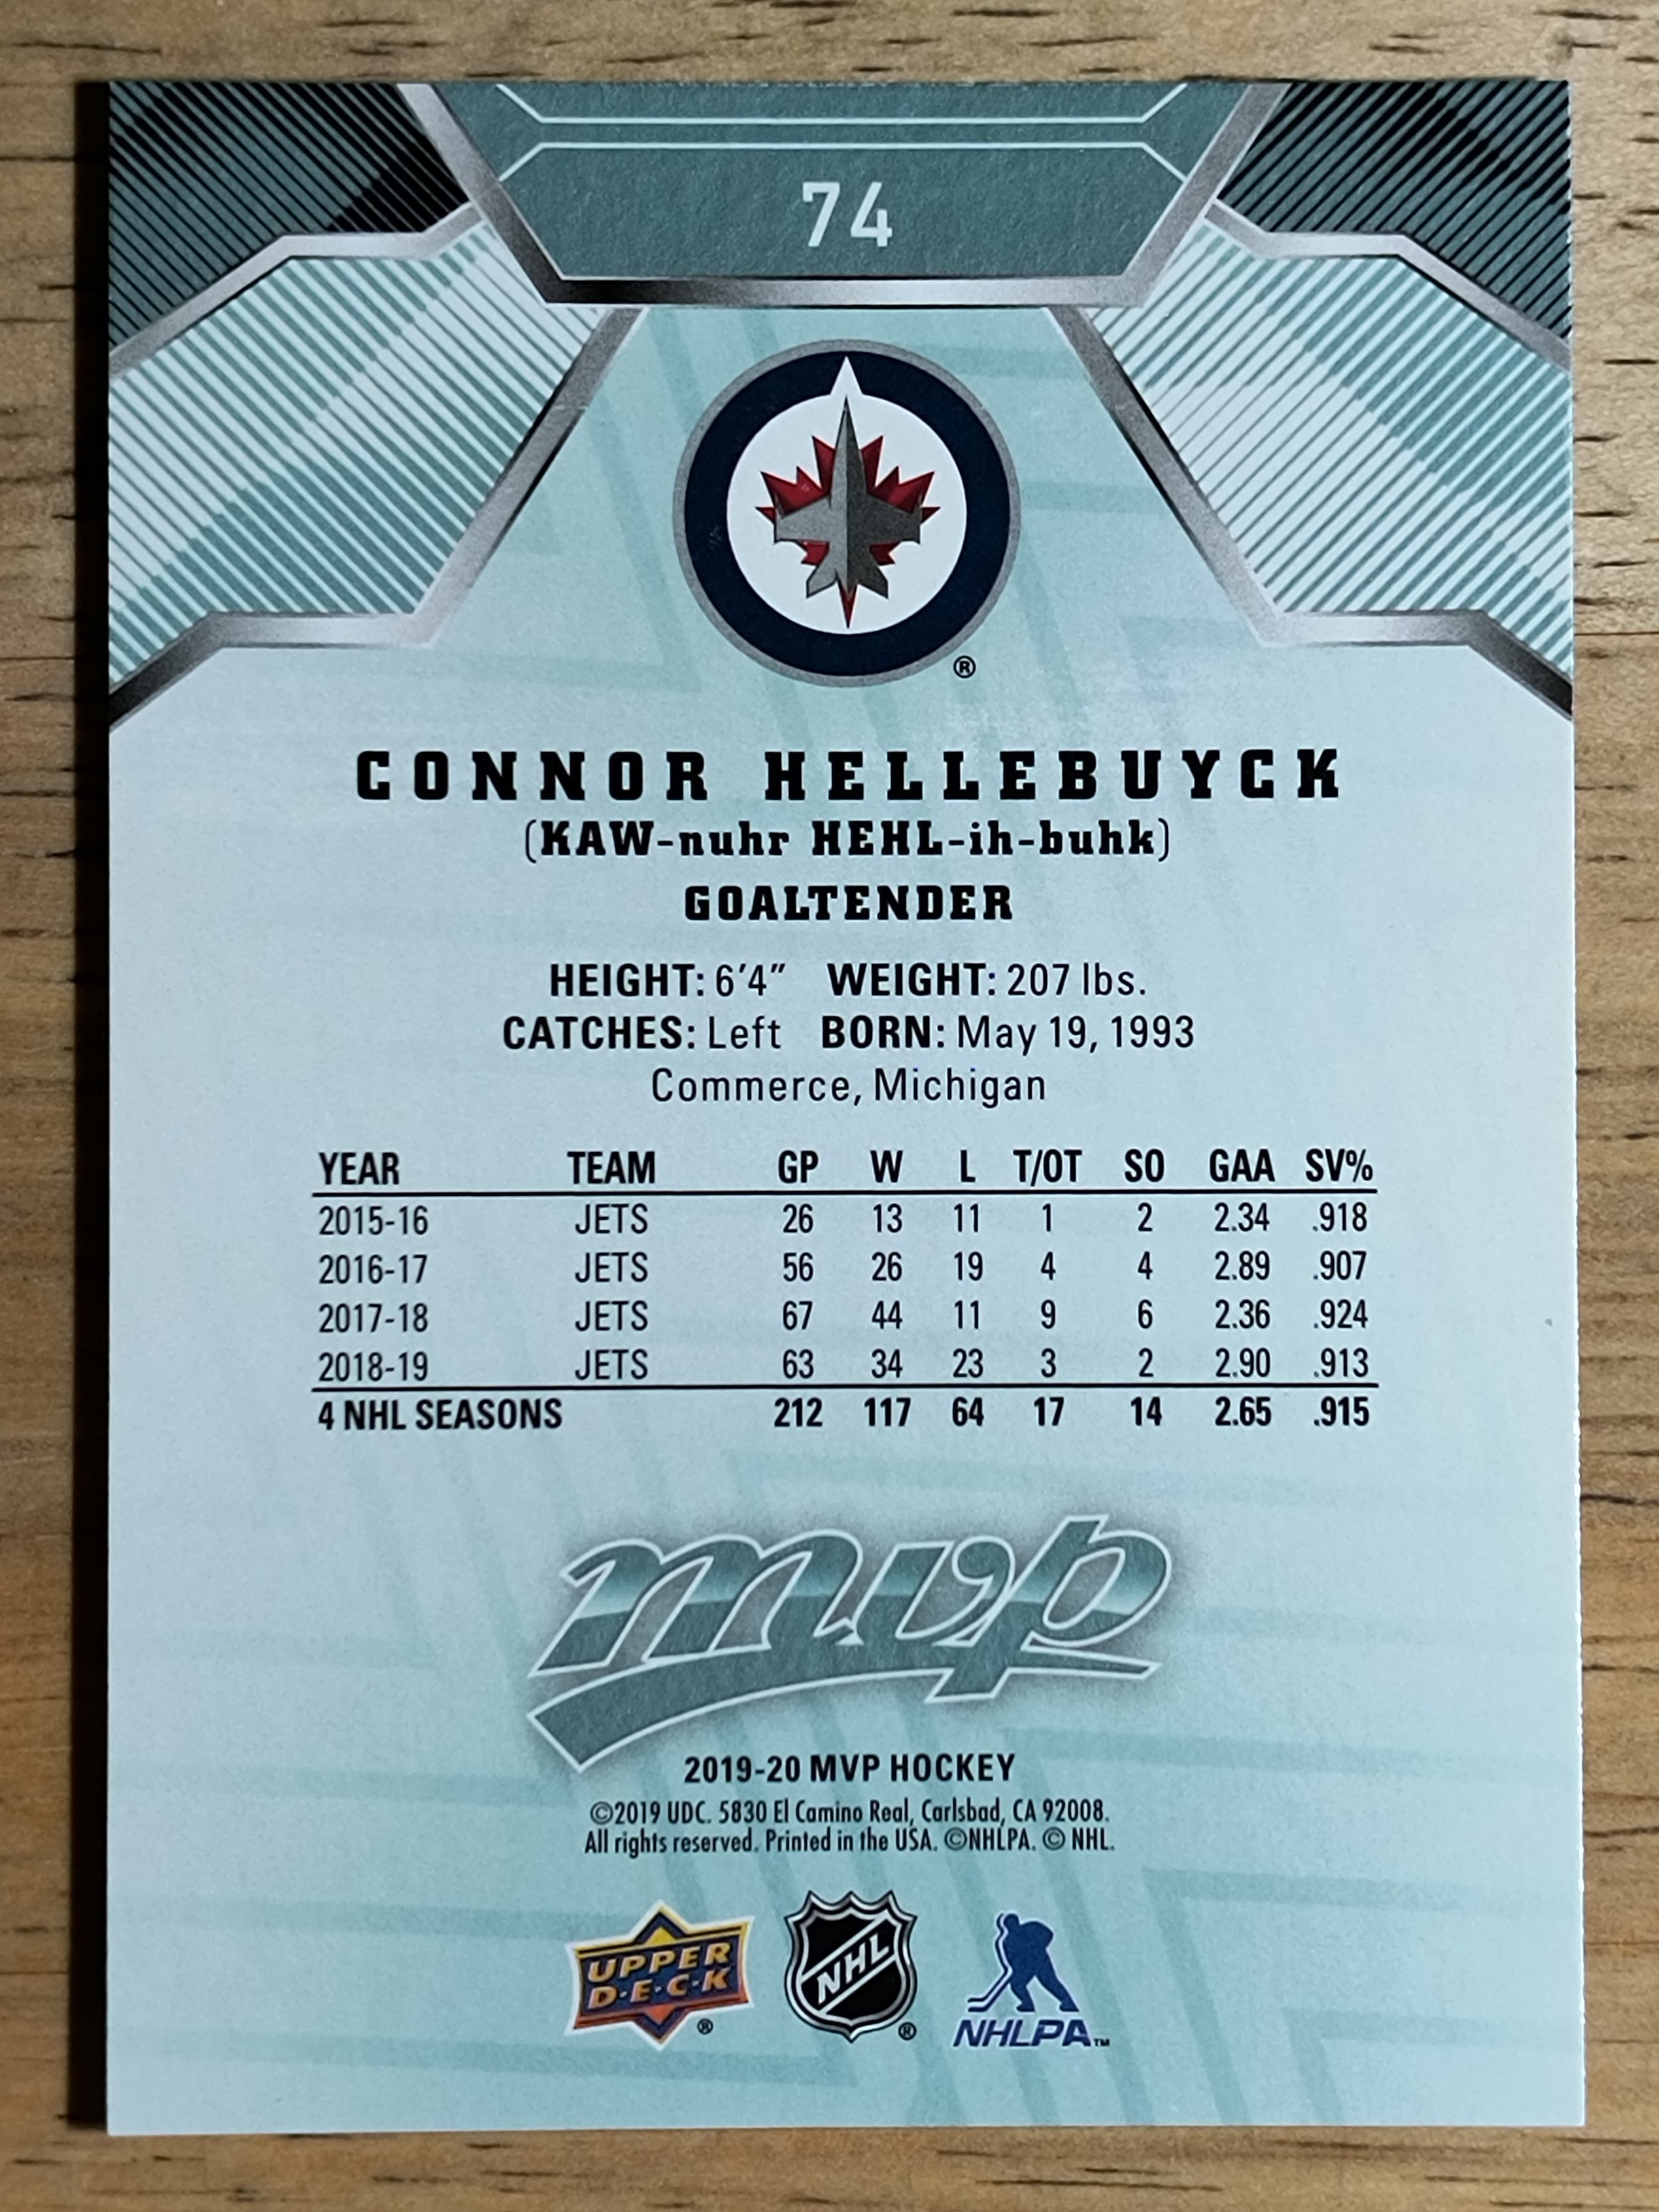 74
®
CONNOR HELLEBUYCK
(KAW-nuhr HEHL-ih-buhk)
GOALTENDER
HEIGHT: 6'4" WEIGHT: 207 lbs.
CATCHES: Left BORN: May 19, 1993
Commerce, Michigan
YEAR TEAM GP W L T/OT SO GAA SV%
2015-16 JETS 26 13 11 1 2 2.34 .918
2016-17 JETS 56 26 19 4 4 2.89 .907
2017-18 JETS 67 44 11 9 6 2.36 .924
2018-19 JETS 63 34 23 3 2 2.90 .913
4 NHL SEASONS 212 117 64 17 14 2.65 .915
mvp
2019-20 MVP HOCKEY
©2019 UDC. 5830 El Camino Real, Carlsbad, CA 92008.
All rights reserved. Printed in the USA. ©NHLPA. © NHL.
UPPER
D·E·C·K ®
NHL ®
NHLPA™